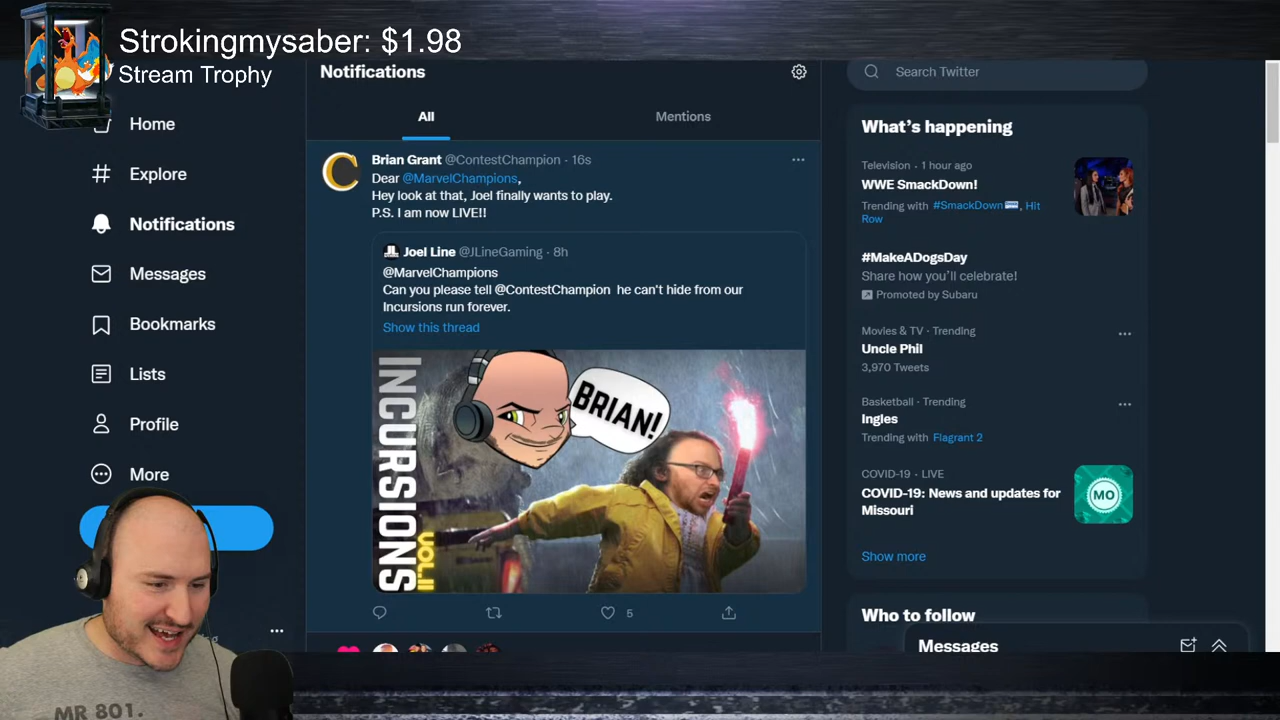 Strokingmysaber: $1.98
Stream Trophy
Home
Explore
Notifications
Messages
Bookmarks
Lists
Profile
More
MR 801.
Notifications
All
Mentions
Brian Grant @ContestChampion · 16s
Dear @MarvelChampions,
Hey look at that, Joel finally wants to play.
P.S. I am now LIVE!!
Joel Line @JLineGaming · 8h
@MarvelChampions
Can you please tell @ContestChampion he can't hide from our
Incursions run forever.
Show this thread
INCURSIONS
VOL.II
BRIAN!
5
Search Twitter
What's happening
Television · 1 hour ago
WWE SmackDown!
Trending with #SmackDown, Hit
Row
#MakeADogsDay
Share how you'll celebrate!
Promoted by Subaru
Movies & TV · Trending
Uncle Phil
3,970 Tweets
Basketball · Trending
Ingles
Trending with Flagrant 2
COVID-19 · LIVE
COVID-19: News and updates for
Missouri
MO
Show more
Who to follow
Messages